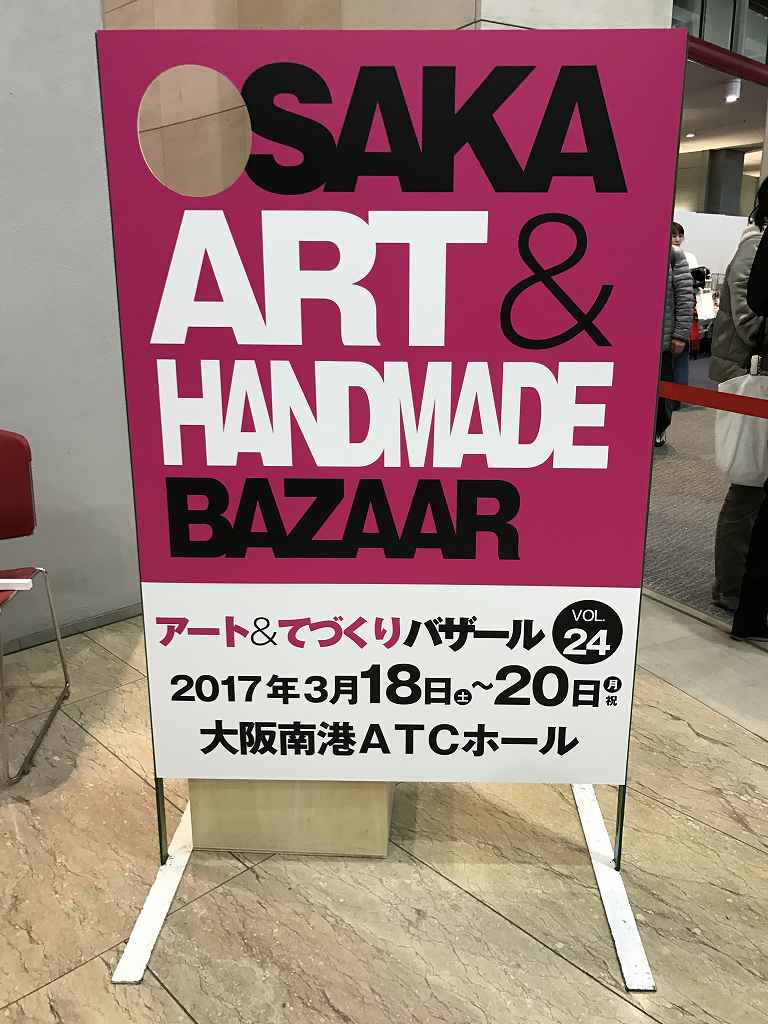 OSAKA
ART &
HANDMADE
BAZAAR
アート&てづくりバザール VOL. 24
2017年3月18日土~20日月祝
大阪南港ATCホール